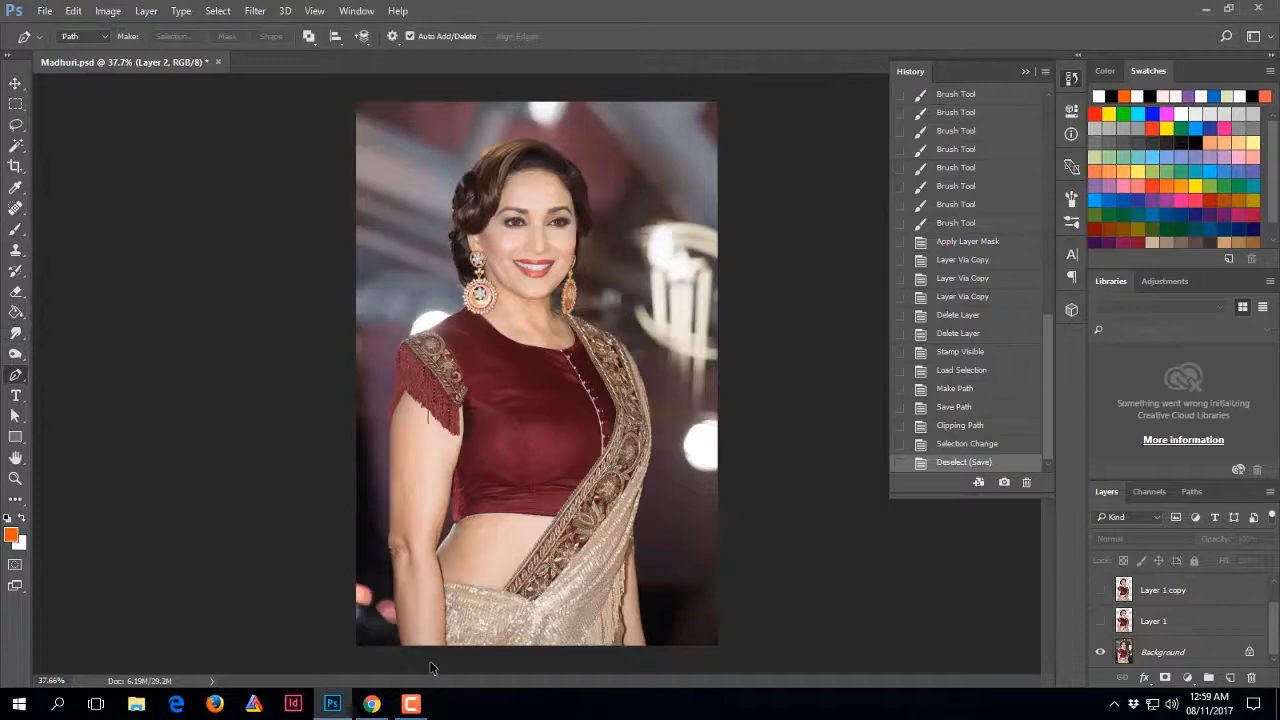 Ps File Edit Image Layer Type Select Filter 3D View Window Help
Path Make: Selection... Mask Shape Auto Add/Delete Align Edges
Madhuri.psd @ 37.7% (Layer 2, RGB/8) * ×
History
Color Swatches
Brush Tool
Brush Tool
Brush Tool
Brush Tool
Brush Tool
Brush Tool
Brush Tool
Brush Tool
Apply Layer Mask
Layer Via Copy
Layer Via Copy
Layer Via Copy
Delete Layer
Delete Layer
Stamp Visible
Load Selection
Make Path
Save Path
Clipping Path
Selection Change
Deselect (Save)
Libraries Adjustments
Something went wrong initializing
Creative Cloud Libraries
More information
Layers Channels Paths
Kind
Normal Opacity: 100%
Lock: Fill:
Layer 1 copy
Layer 1
Background
37.66% Doc: 6.19M/29.2M
Id Ps
12:59 AM
08/11/2017